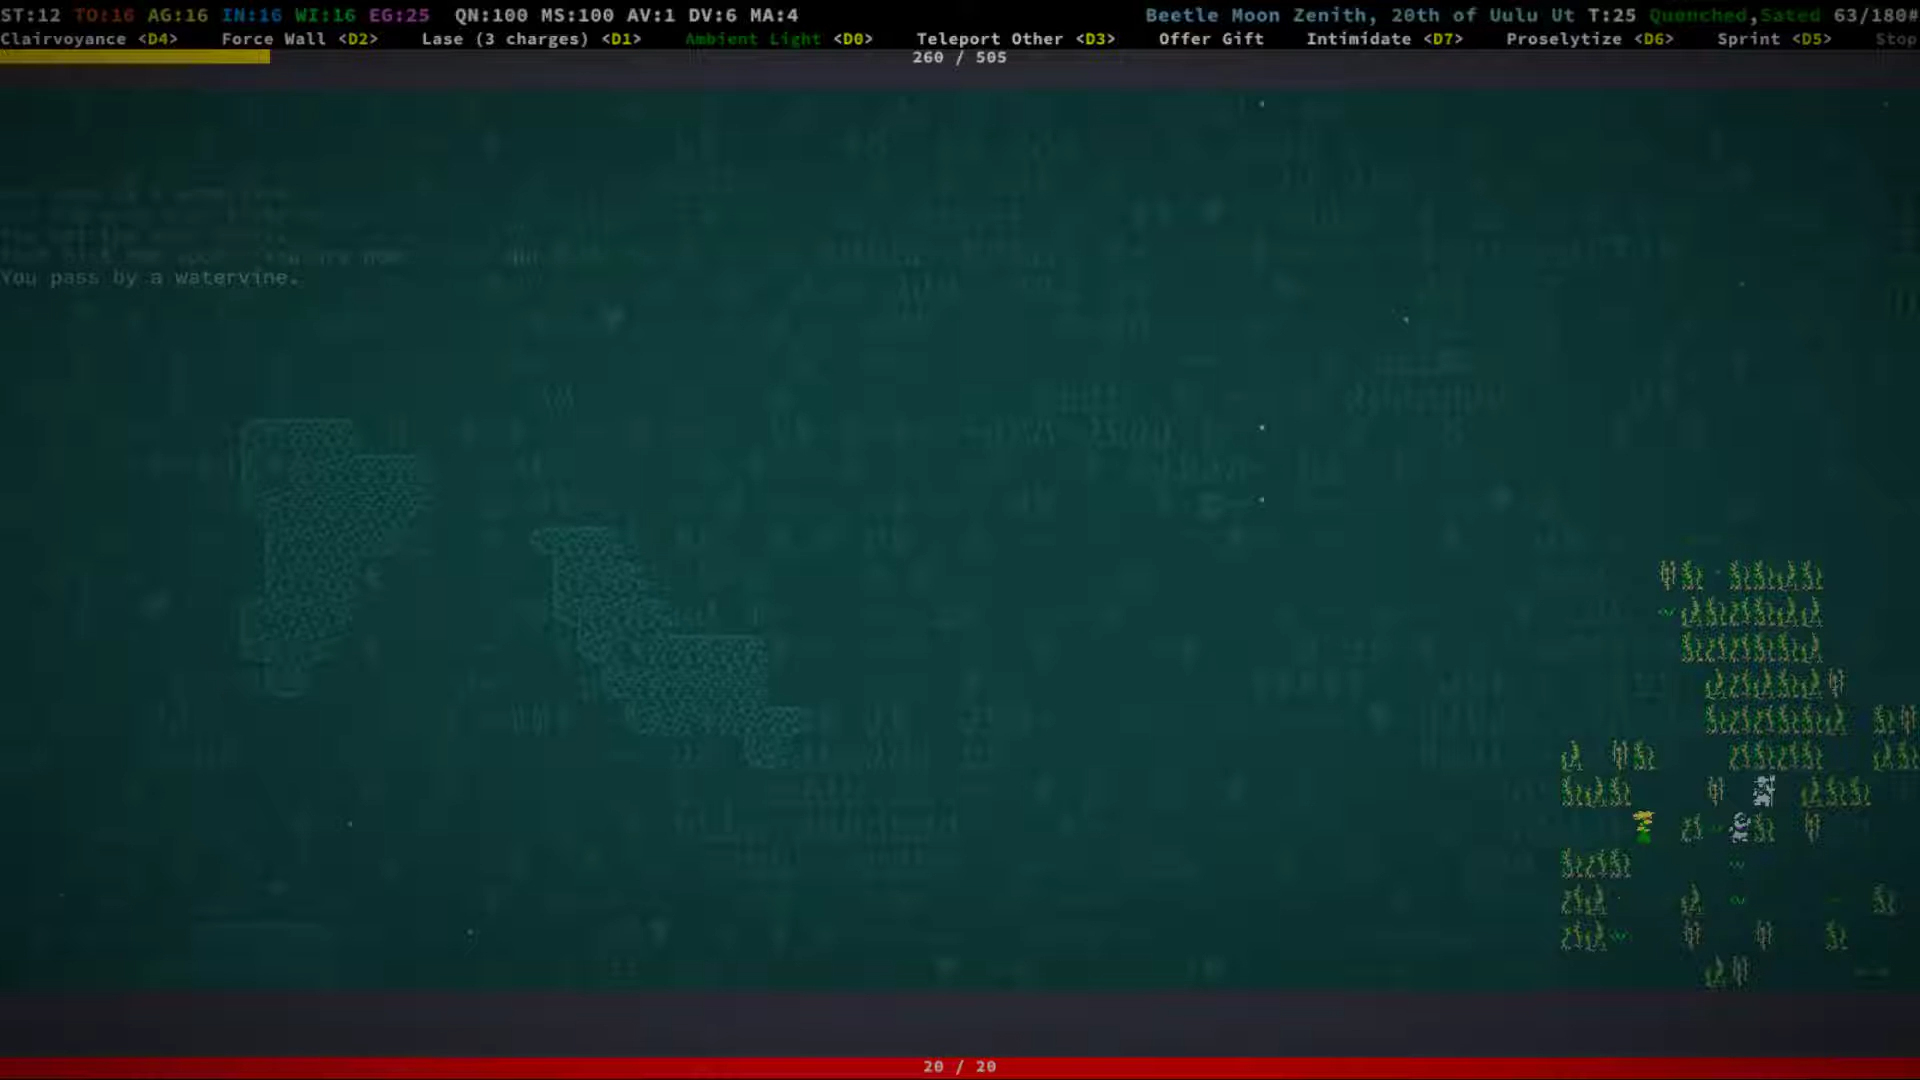 ST:12 TO:16 AG:16 IN:16 WI:16 EG:25 QN:100 MS:100 AV:1 DV:6 MA:4 Beetle Moon Zenith, 20th of Uulu Ut T:25 Quenched,Sated 63/180#
Clairvoyance <D4> Force Wall <D2> Lase (3 charges) <D1> Ambient Light <D0> Teleport Other <D3> Offer Gift Intimidate <D7> Proselytize <D6> Sprint <D5> Stop
260 / 505
You pass by a watervine.
20 / 20